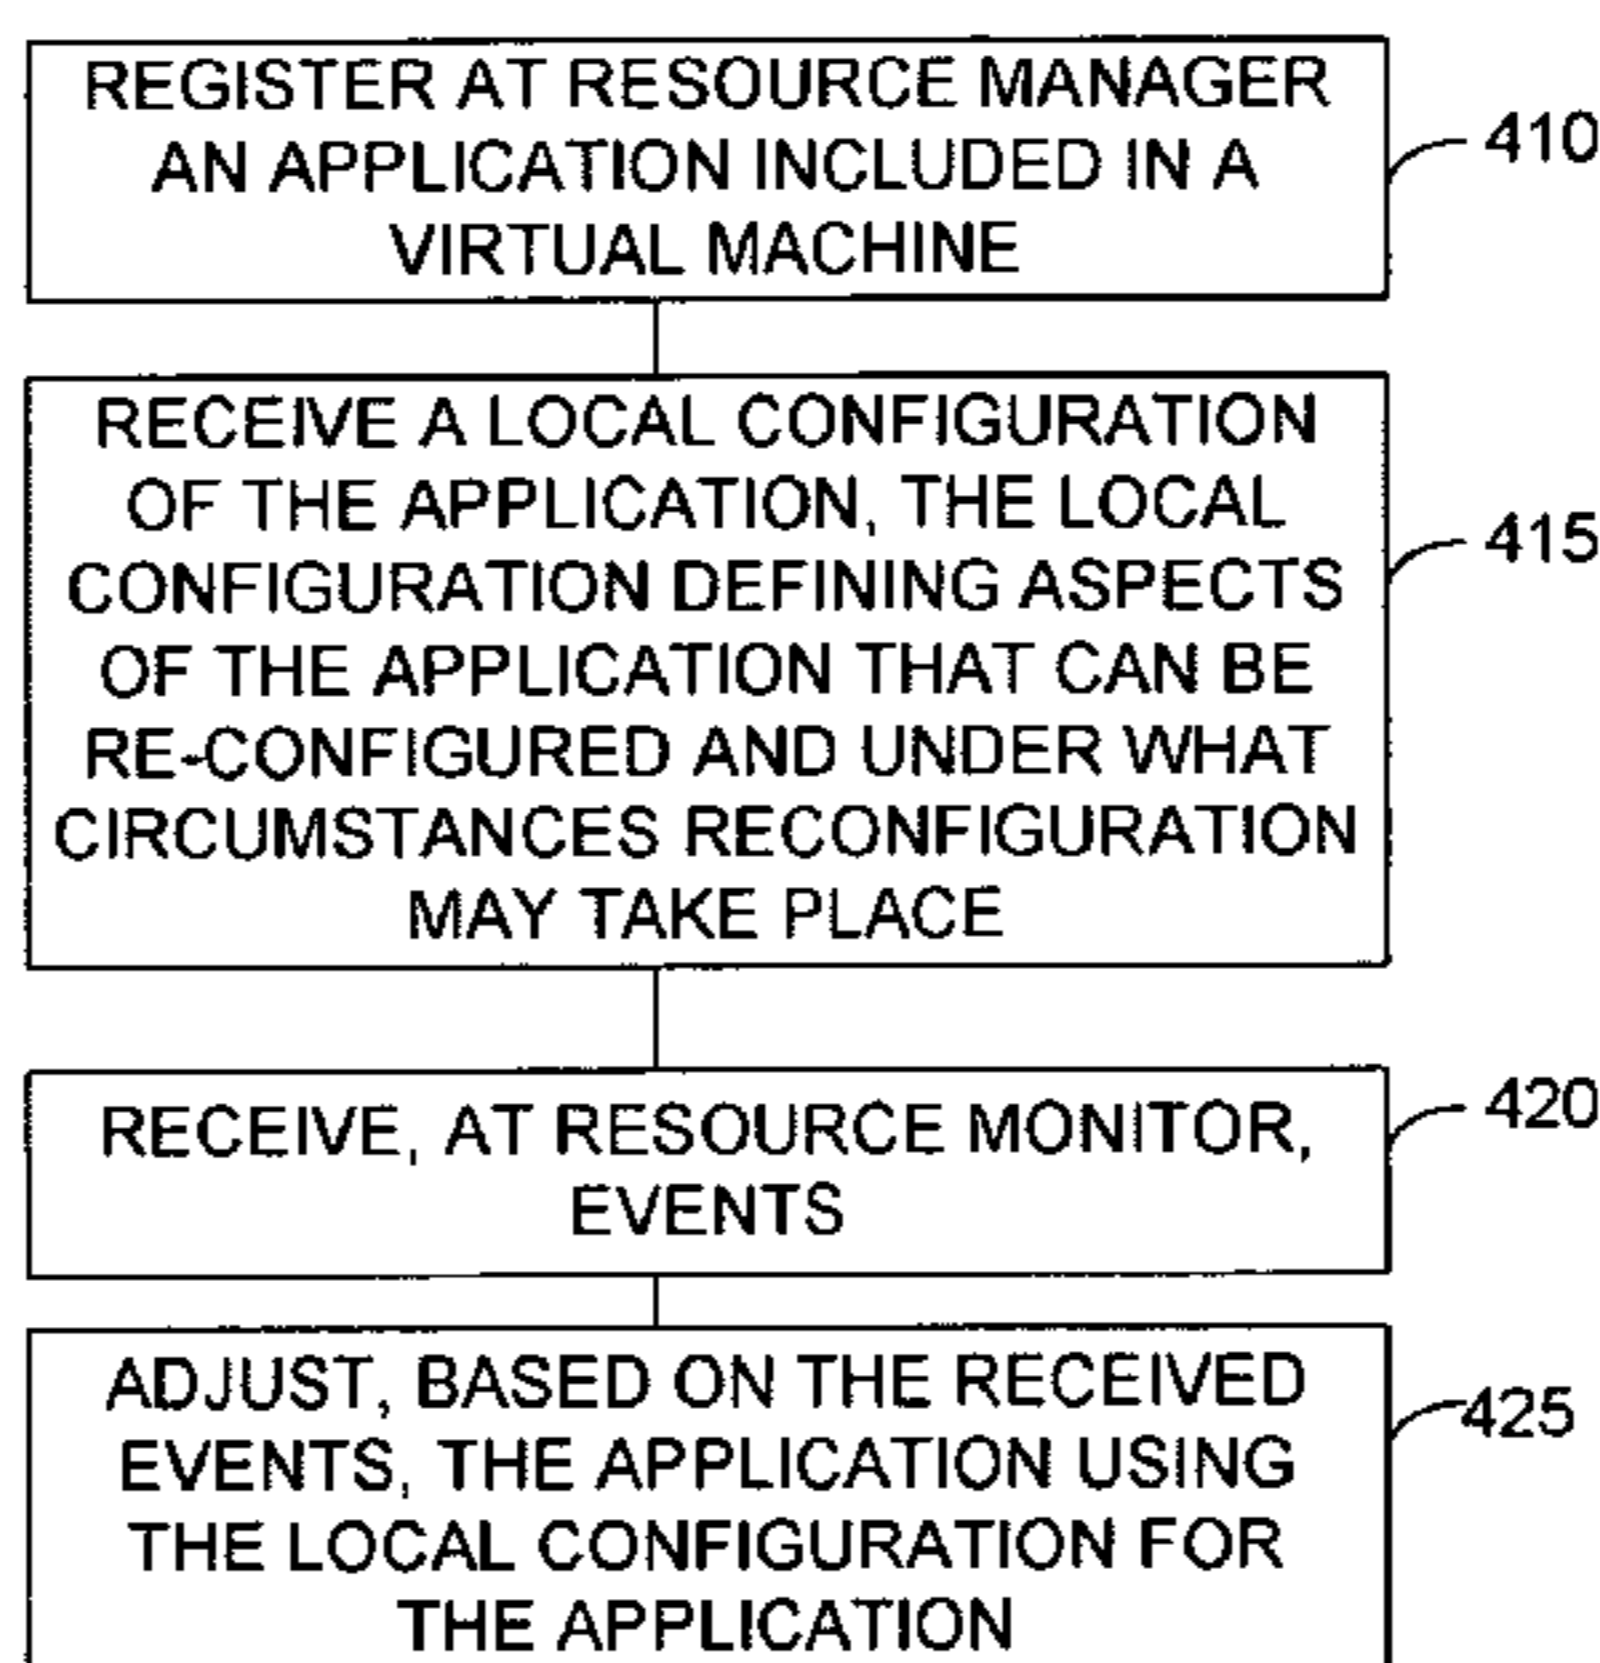 REGISTER AT RESOURCE MANAGER
AN APPLICATION INCLUDED IN A
VIRTUAL MACHINE
410
RECEIVE A LOCAL CONFIGURATION
OF THE APPLICATION, THE LOCAL
CONFIGURATION DEFINING ASPECTS
OF THE APPLICATION THAT CAN BE
RE-CONFIGURED AND UNDER WHAT
CIRCUMSTANCES RECONFIGURATION
MAY TAKE PLACE
415
RECEIVE, AT RESOURCE MONITOR,
EVENTS
420
ADJUST, BASED ON THE RECEIVED
EVENTS, THE APPLICATION USING
THE LOCAL CONFIGURATION FOR
THE APPLICATION
425